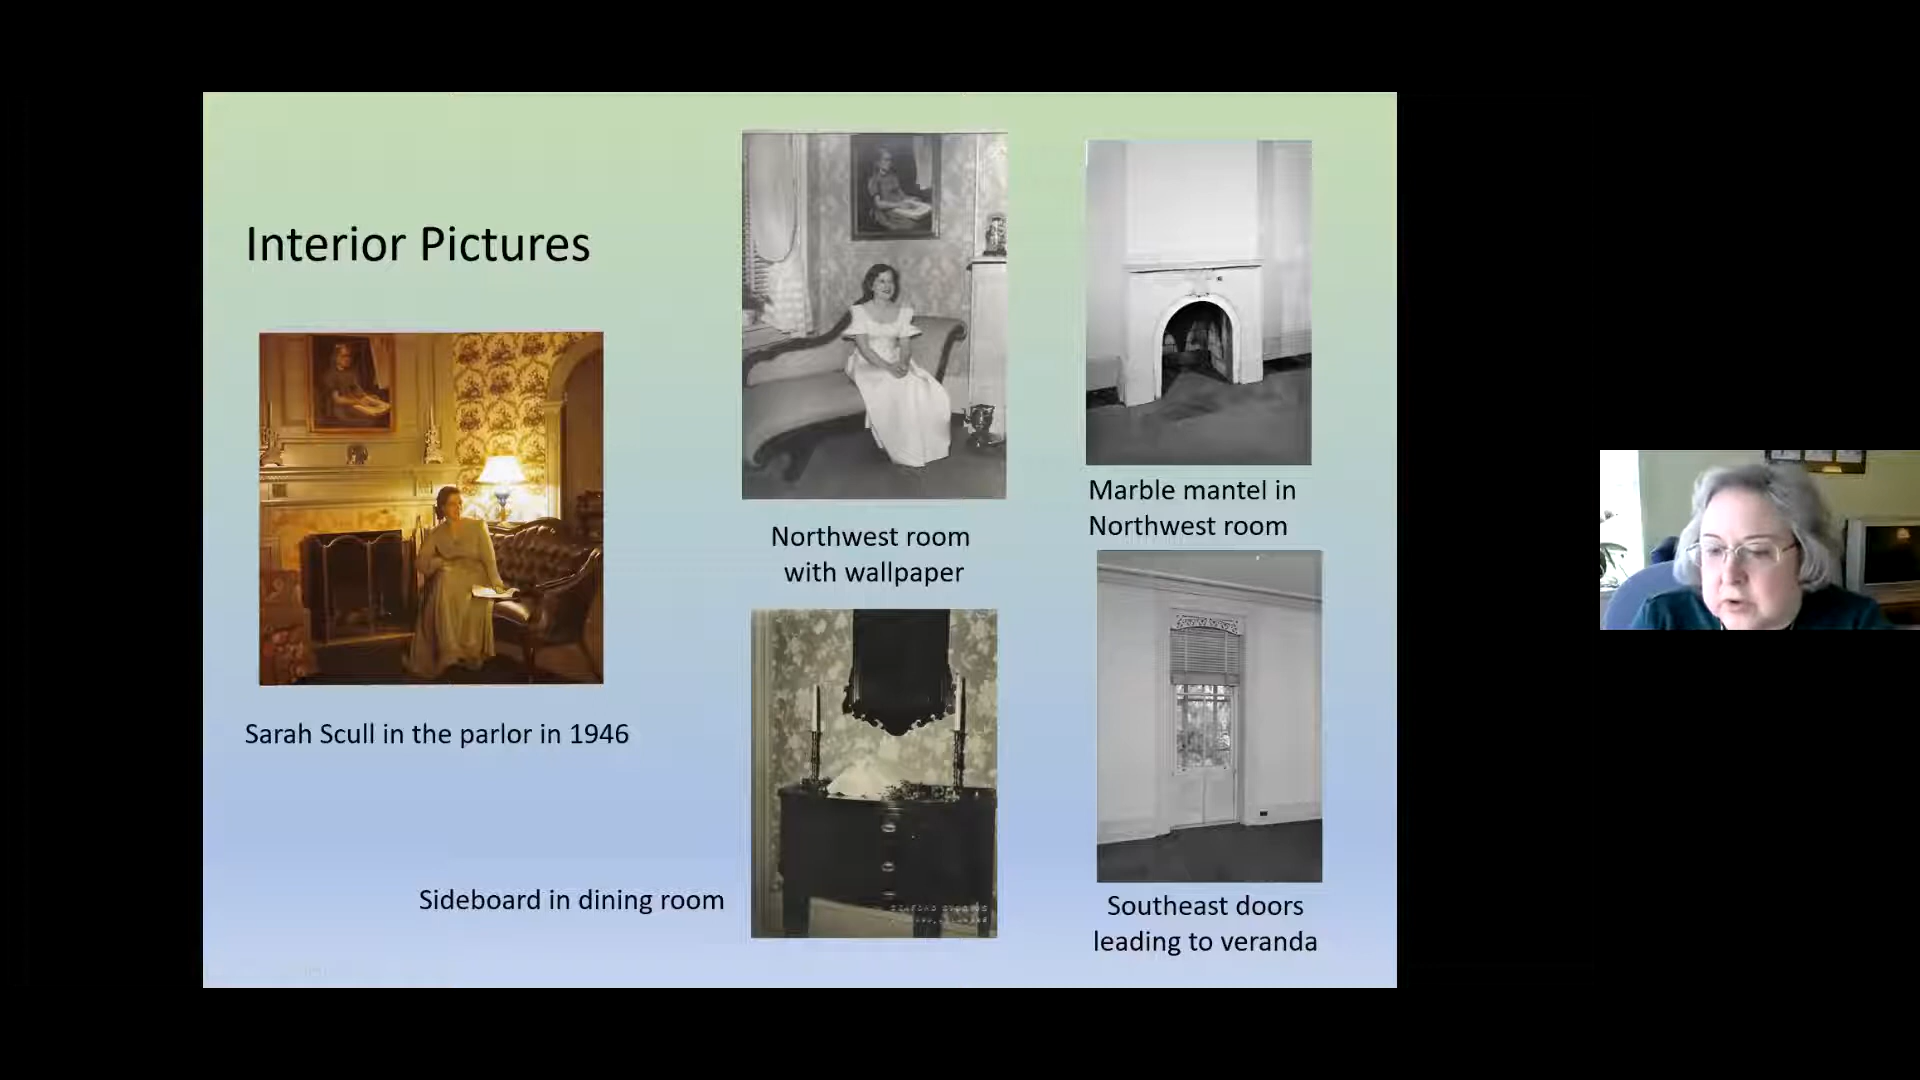 Interior Pictures
Sarah Scull in the parlor in 1946
Northwest room
with wallpaper
Sideboard in dining room
Marble mantel in
Northwest room
Southeast doors
leading to veranda